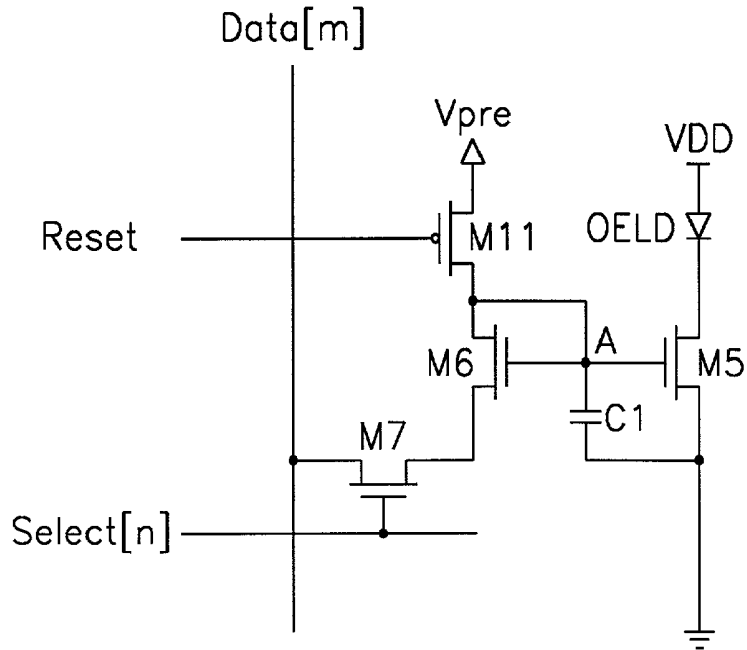 Data[m]
Vpre
VDD
Reset
M11
OELD
M6
A
M5
C1
M7
Select[n]